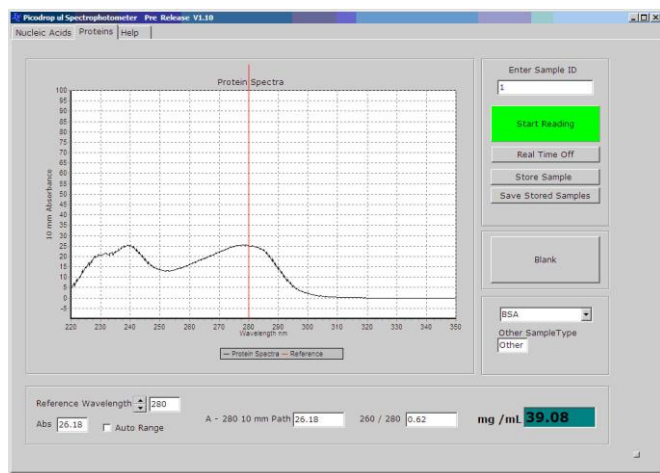 Picodrop ul Spectrophotometer Pre Release V1.10
Nucleic Acids Proteins Help
Protein Spectra
10 mm Absorbance
100
95
90
85
80
75
70
65
60
55
50
45
40
35
30
25
20
15
10
5
0
-5
220 230 240 250 260 270 280 290 300 310 320 330 340 350
Wavelength nm
Protein Spectra Reference
Enter Sample ID
1
Start Reading
Real Time Off
Store Sample
Save Stored Samples
Blank
BSA
Other SampleType
Other
Reference Wavelength 280
Abs 26.18 Auto Range
A - 280 10 mm Path 26.18
260 / 280 0.62
mg /mL 39.08